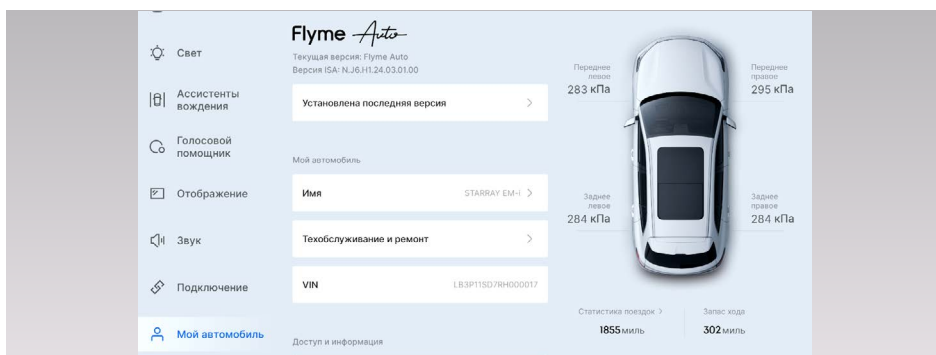 Свет
Ассистенты
вождения
Голосовой
помощник
Отображение
Звук
Подключение
Мой автомобиль
Flyme Auto
Текущая версия: Flyme Auto
Версия ISA: N.J6.H1.24.03.01.00
Установлена последняя версия
Мой автомобиль
Имя STARRAY EM-i
Техобслуживание и ремонт
VIN LB3P11SD7RH000017
Доступ и информация
Переднее
левое
283 кПа
Переднее
правое
295 кПа
Заднее
левое
284 кПа
Заднее
правое
284 кПа
Статистика поездок
1855 миль
Запас хода
302 миль